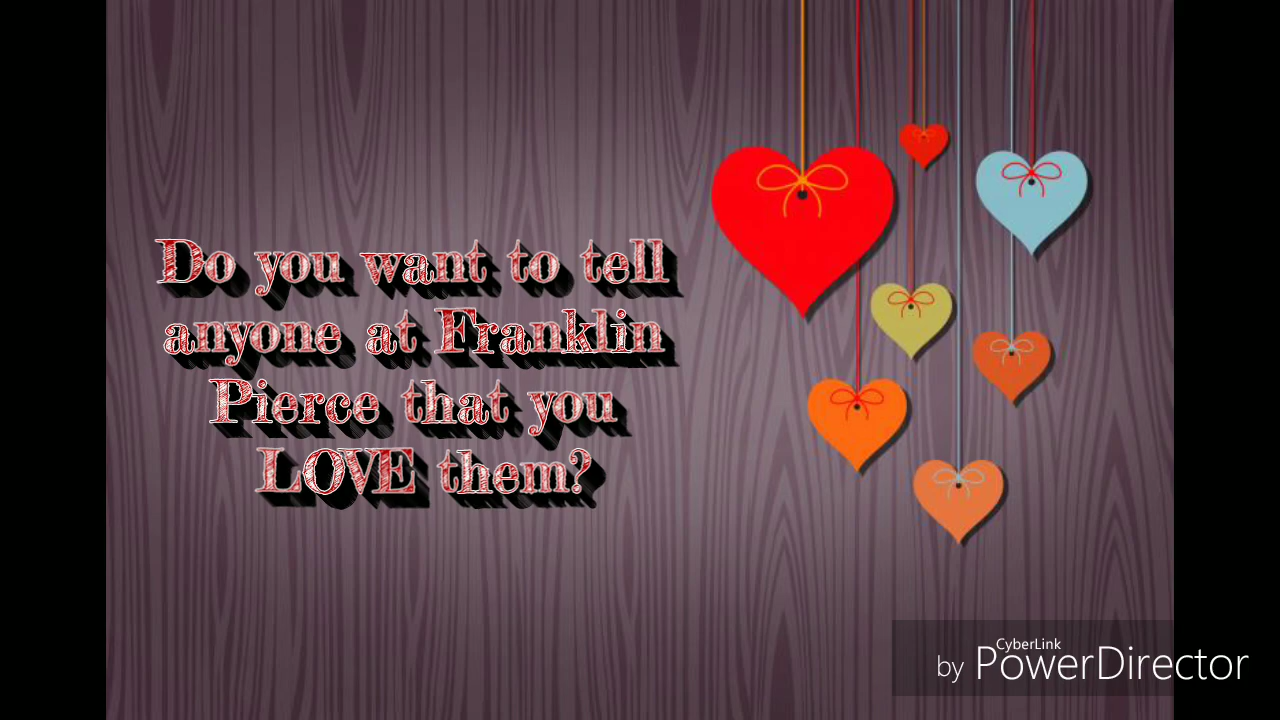 Do you want to tell
anyone at Franklin
Pierce that you
LOVE them?
CyberLink
by PowerDirector